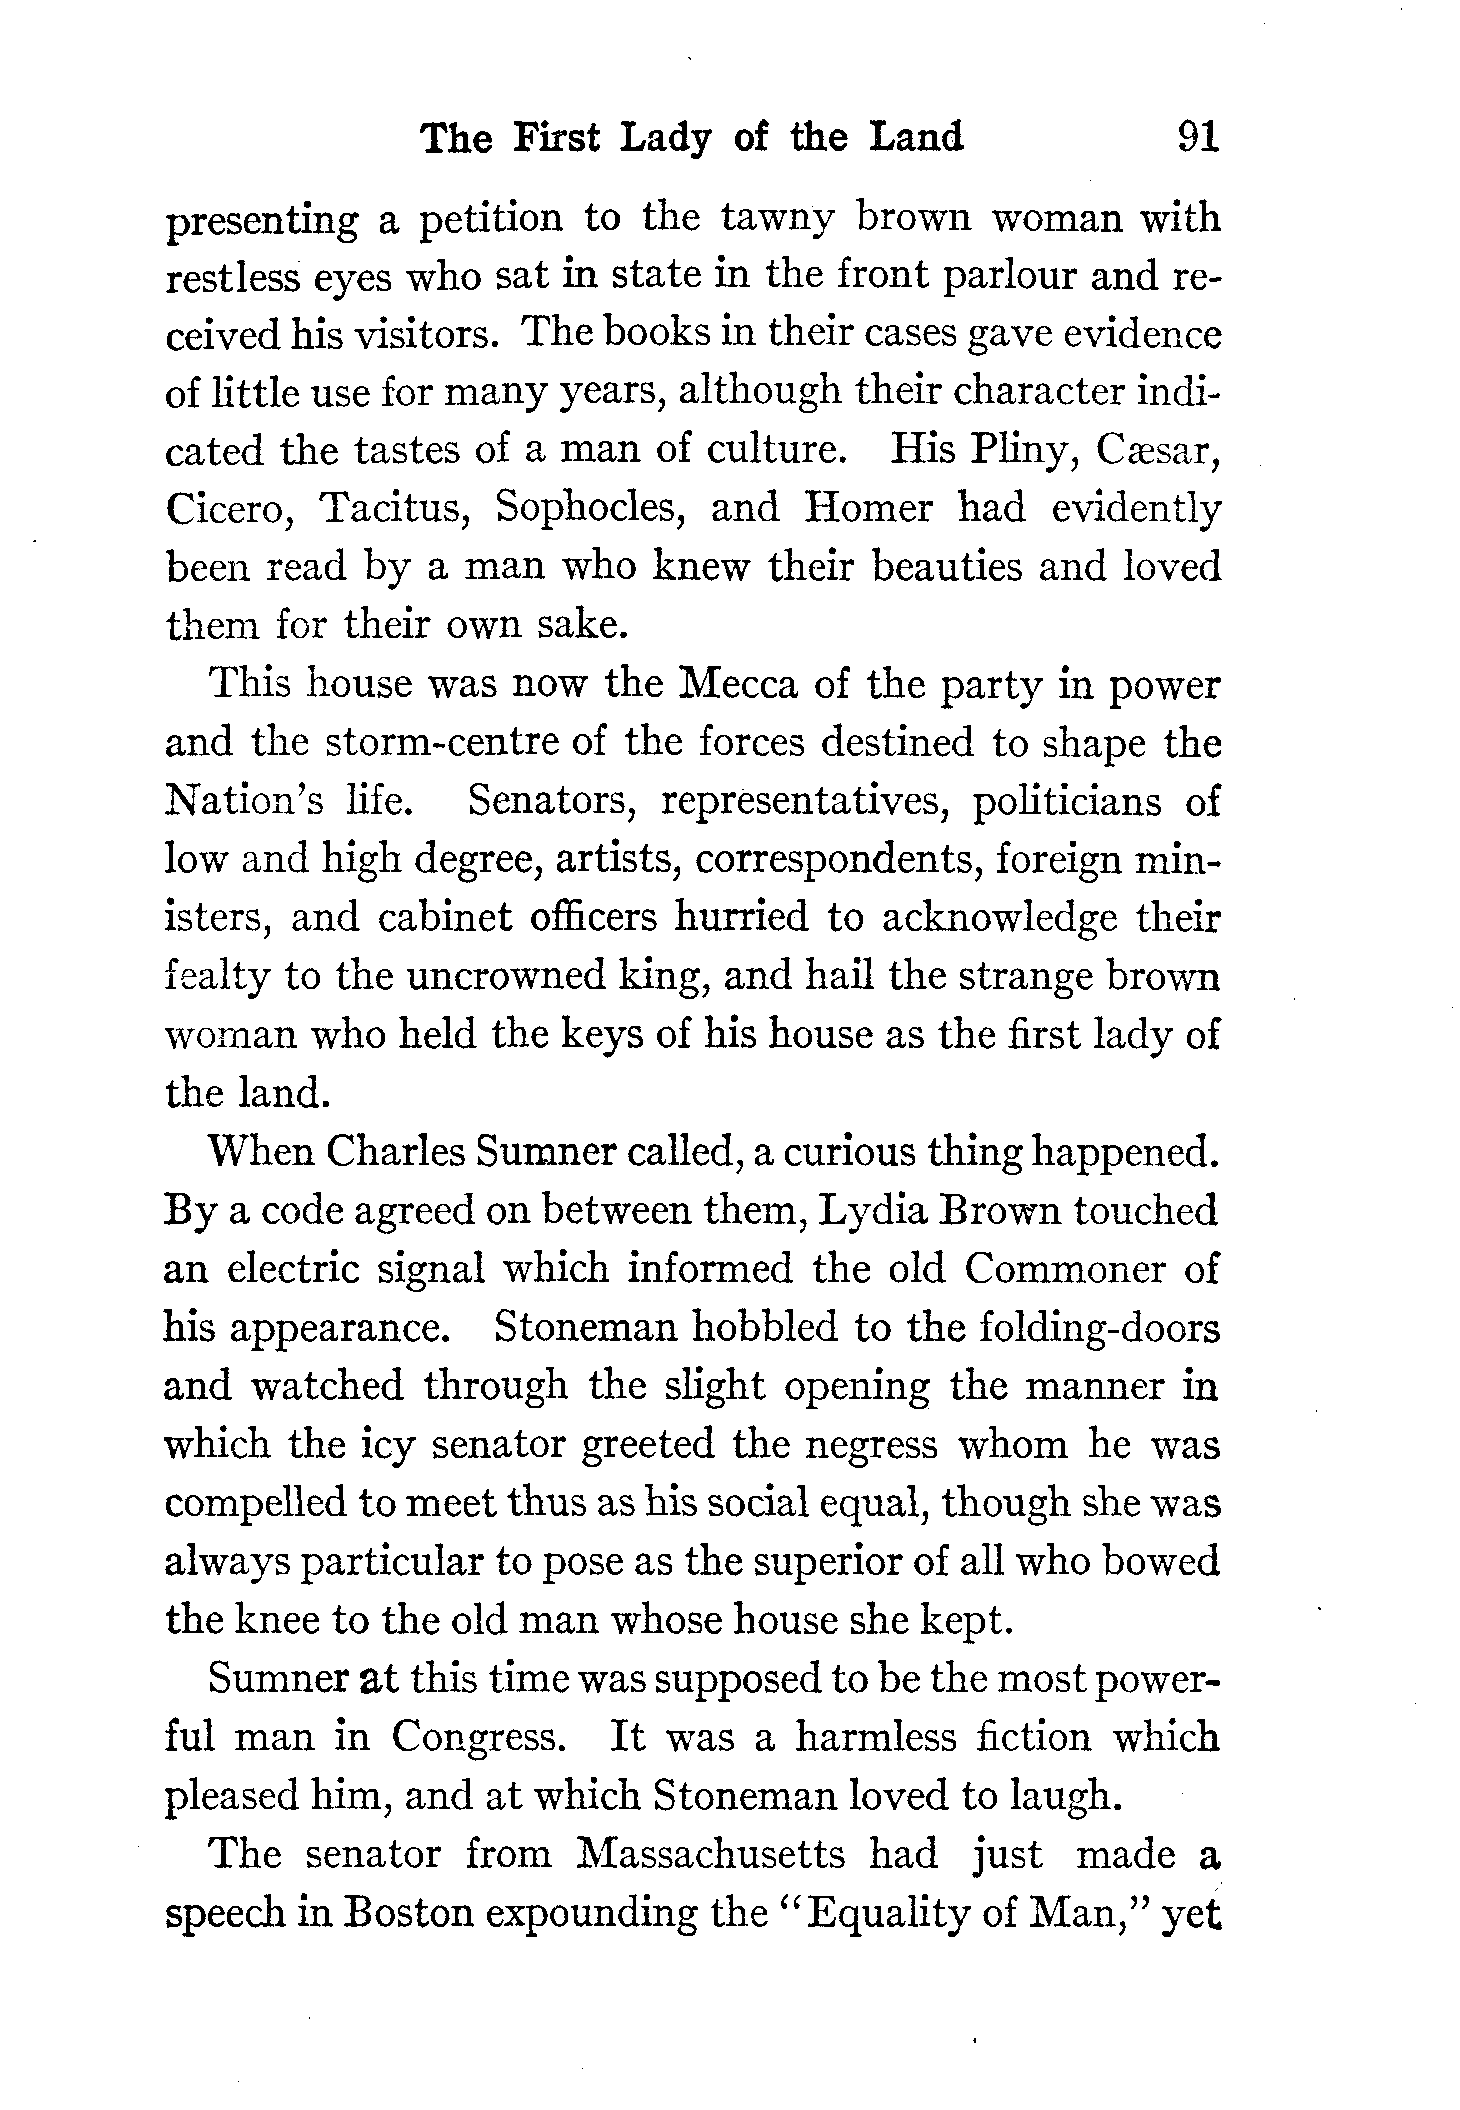 The First Lady of the Land 91
presenting a petition to the tawny brown woman with
restless eyes who sat in state in the front parlour and re-
ceived his visitors. The books in their cases gave evidence
of little use for many years, although their character indi-
cated the tastes of a man of culture. His Pliny, Cæsar,
Cicero, Tacitus, Sophocles, and Homer had evidently
been read by a man who knew their beauties and loved
them for their own sake.
This house was now the Mecca of the party in power
and the storm-centre of the forces destined to shape the
Nation's life. Senators, representatives, politicians of
low and high degree, artists, correspondents, foreign min-
isters, and cabinet officers hurried to acknowledge their
fealty to the uncrowned king, and hail the strange brown
woman who held the keys of his house as the first lady of
the land.
When Charles Sumner called, a curious thing happened.
By a code agreed on between them, Lydia Brown touched
an electric signal which informed the old Commoner of
his appearance. Stoneman hobbled to the folding-doors
and watched through the slight opening the manner in
which the icy senator greeted the negress whom he was
compelled to meet thus as his social equal, though she was
always particular to pose as the superior of all who bowed
the knee to the old man whose house she kept.
Sumner at this time was supposed to be the most power-
ful man in Congress. It was a harmless fiction which
pleased him, and at which Stoneman loved to laugh.
The senator from Massachusetts had just made a
speech in Boston expounding the "Equality of Man," yet